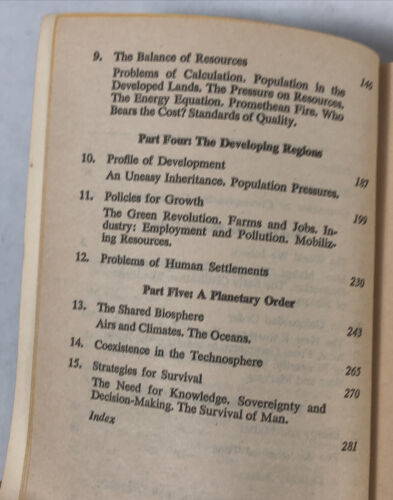 9. The Balance of Resources 146
Problems of Calculation. Population in the
Developed Lands. The Pressure on Resources.
The Energy Equation. Promethean Fire. Who
Bears the Cost? Standards of Quality.
Part Four: The Developing Regions
10. Profile of Development 187
An Uneasy Inheritance. Population Pressures.
11. Policies for Growth 199
The Green Revolution. Farms and Jobs. In-
dustry: Employment and Pollution. Mobiliz-
ing Resources.
12. Problems of Human Settlements 230
Part Five: A Planetary Order
13. The Shared Biosphere 243
Airs and Climates. The Oceans.
14. Coexistence in the Technosphere 265
15. Strategies for Survival 270
The Need for Knowledge. Sovereignty and
Decision-Making. The Survival of Man.
Index 281